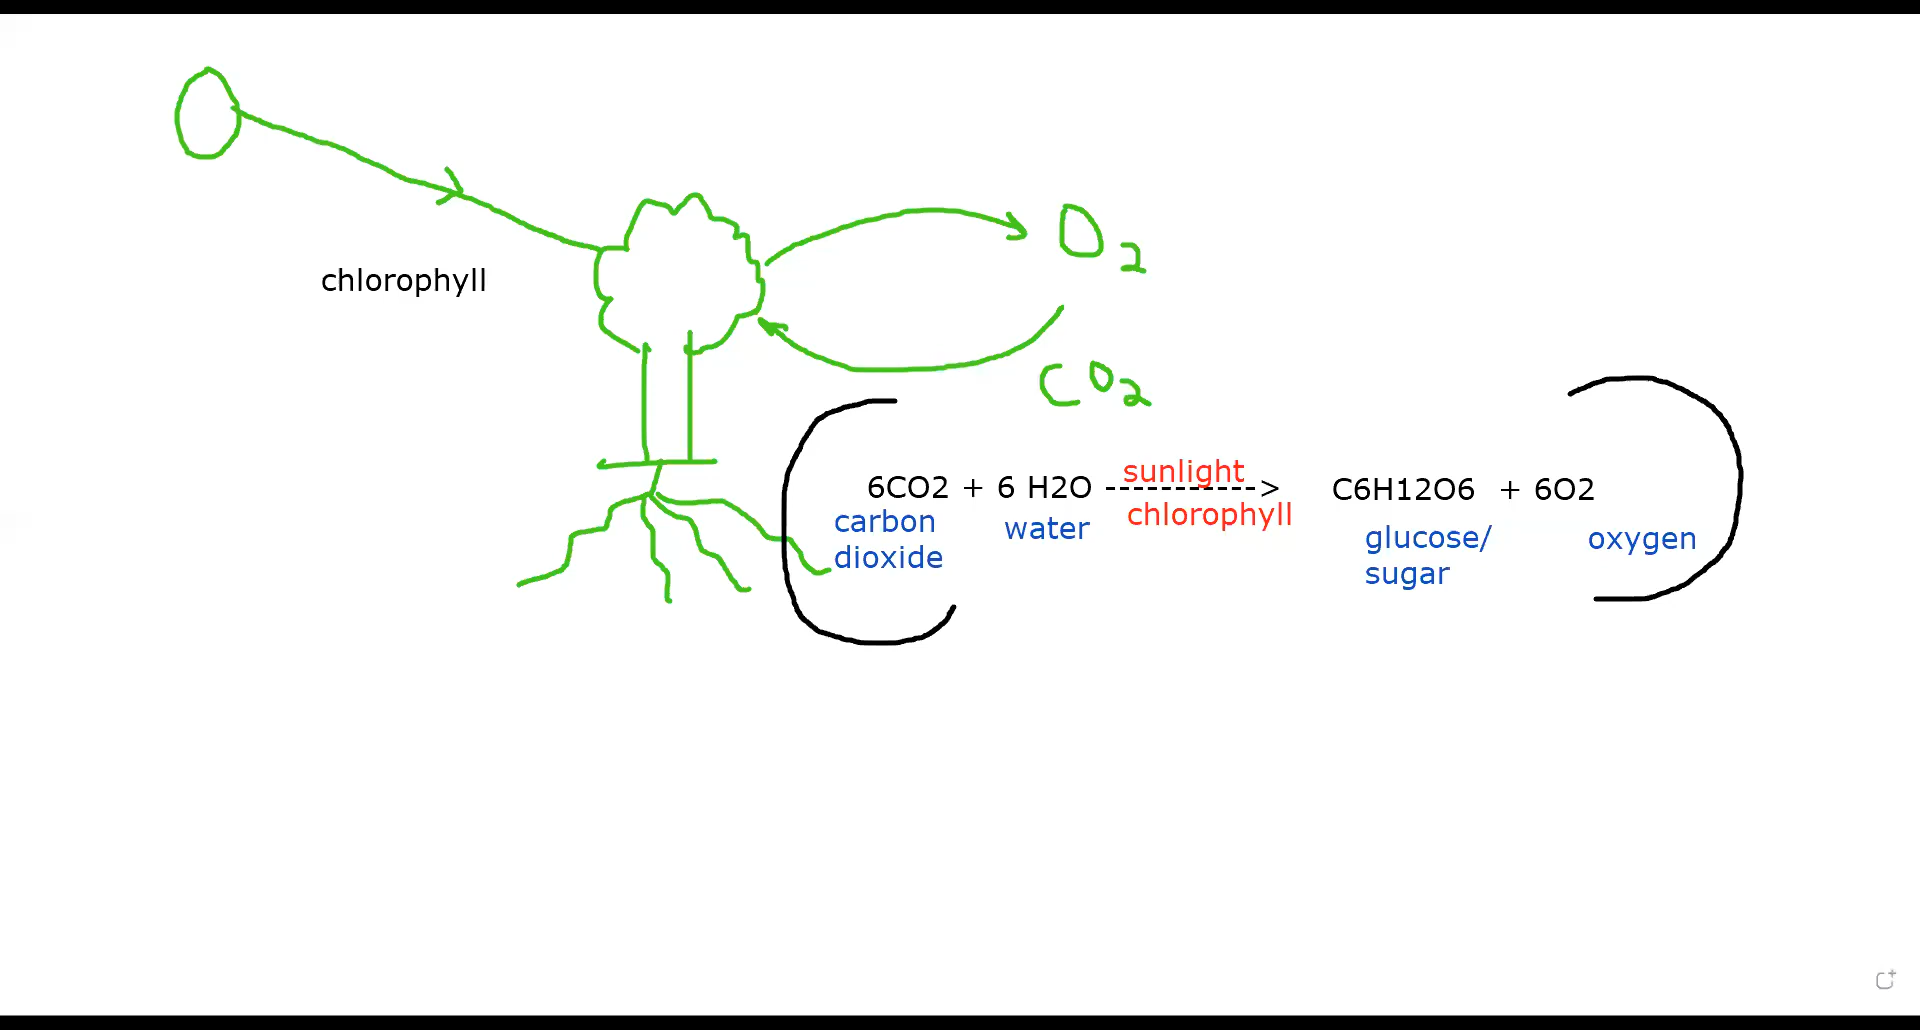 chlorophyll
O2
CO2
6CO2 + 6 H2O -------------> C6H12O6 + 6O2
sunlight
chlorophyll
carbon
dioxide
water
glucose/
sugar
oxygen